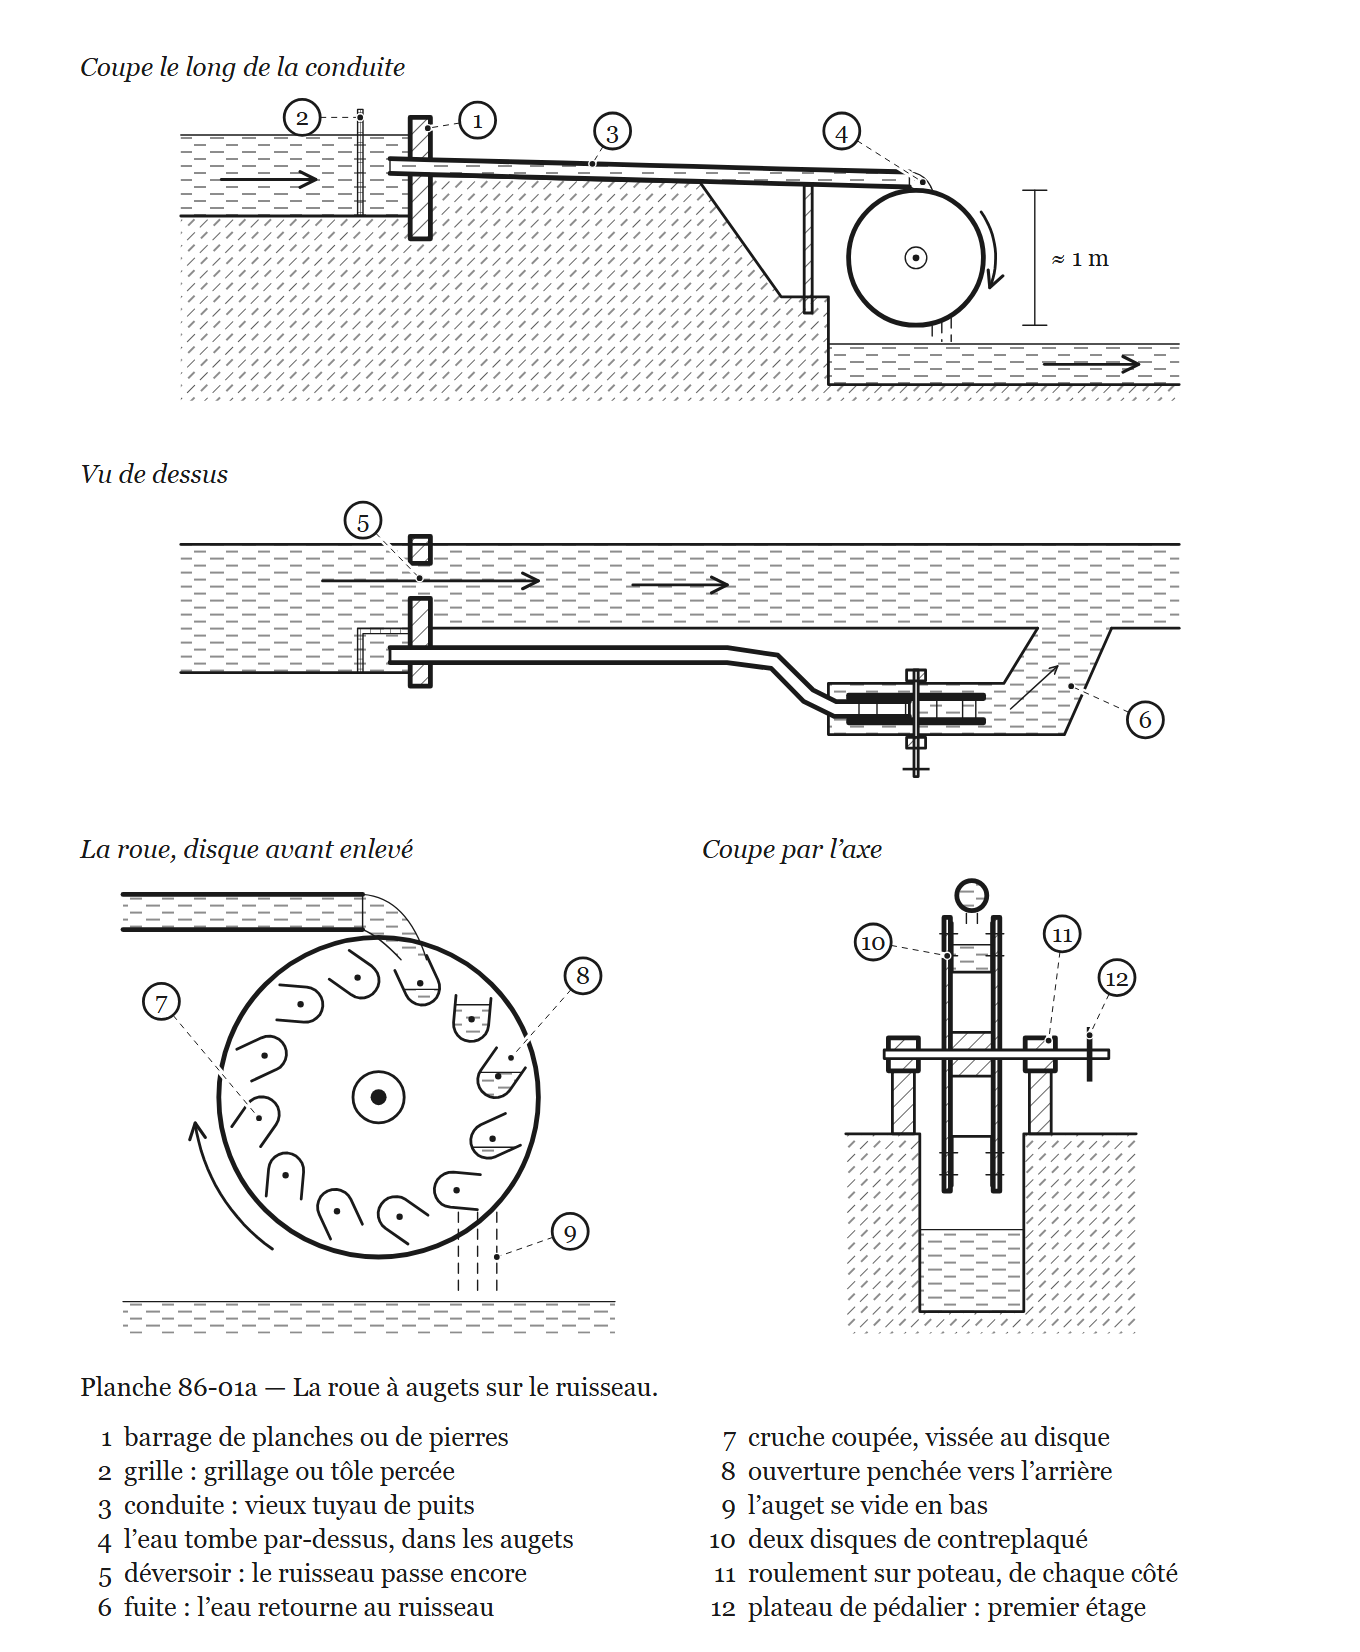 Coupe le long de la conduite
2
1
3
4
≈ 1 m
Vu de dessus
5
6
La roue, disque avant enlevé
Coupe par l’axe
7
8
9
10
11
12
Planche 86-01a — La roue à augets sur le ruisseau.
1 barrage de planches ou de pierres
2 grille : grillage ou tôle percée
3 conduite : vieux tuyau de puits
4 l’eau tombe par-dessus, dans les augets
5 déversoir : le ruisseau passe encore
6 fuite : l’eau retourne au ruisseau
7 cruche coupée, vissée au disque
8 ouverture penchée vers l’arrière
9 l’auget se vide en bas
10 deux disques de contreplaqué
11 roulement sur poteau, de chaque côté
12 plateau de pédalier : premier étage